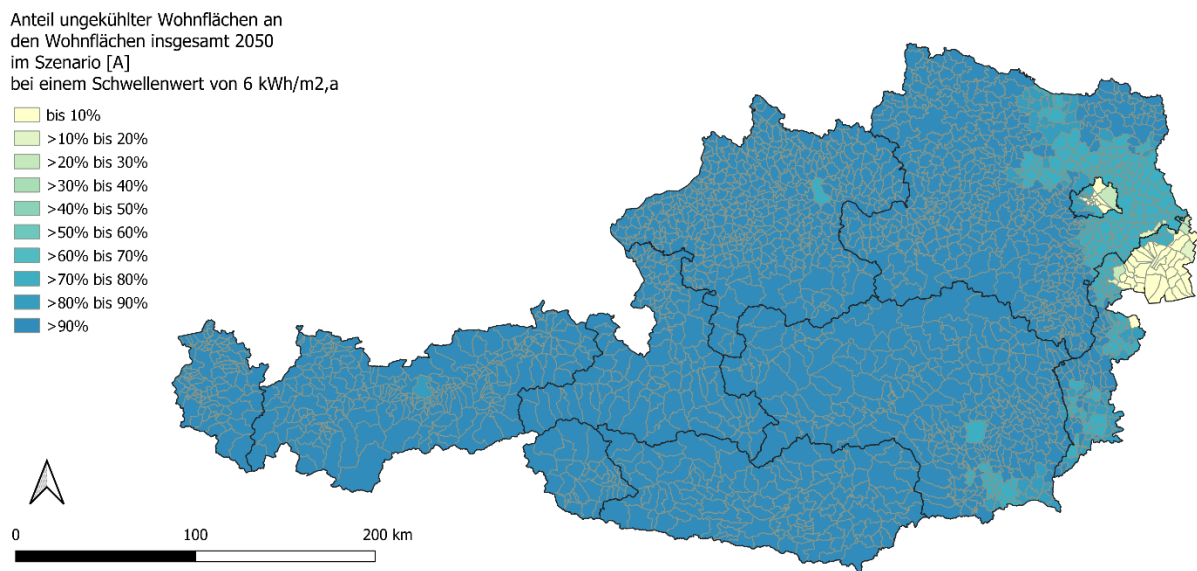 Anteil ungekühlter Wohnflächen an
den Wohnflächen insgesamt 2050
im Szenario [A]
bei einem Schwellenwert von 6 kWh/m2,a
bis 10%
>10% bis 20%
>20% bis 30%
>30% bis 40%
>40% bis 50%
>50% bis 60%
>60% bis 70%
>70% bis 80%
>80% bis 90%
>90%
0 100 200 km